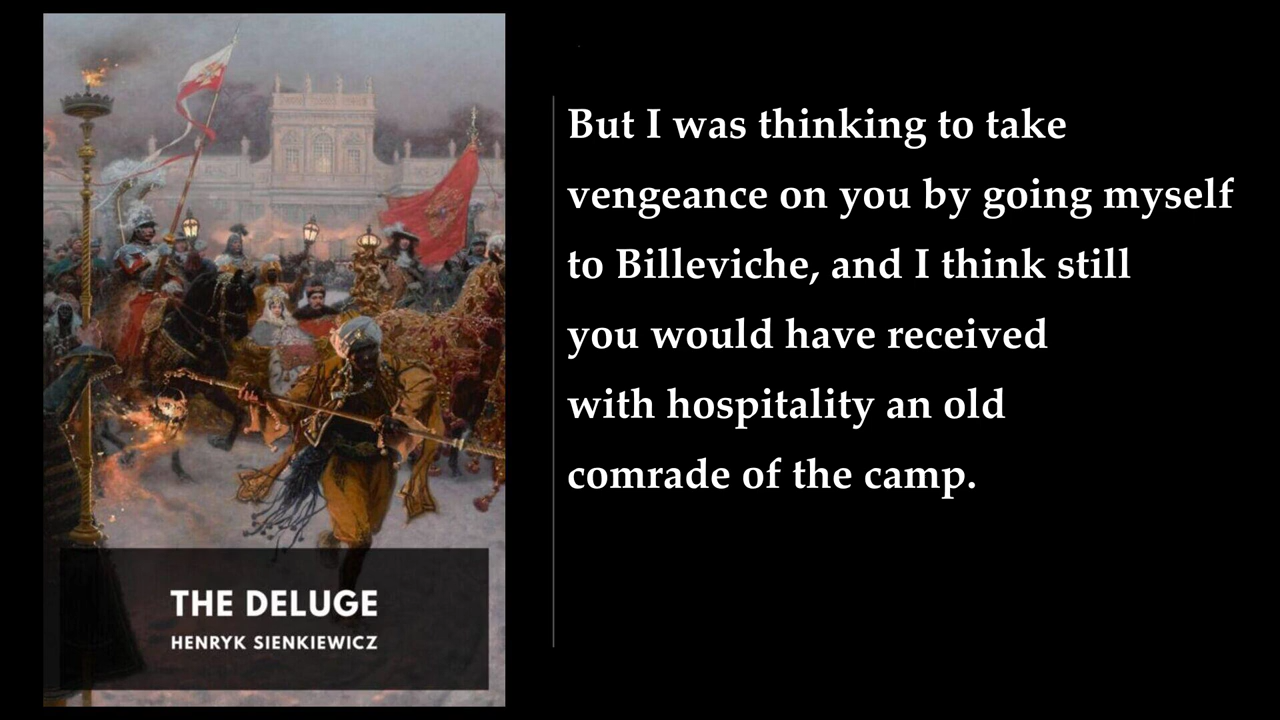 THE DELUGE
HENRYK SIENKIEWICZ
But I was thinking to take
vengeance on you by going myself
to Billeviche, and I think still
you would have received
with hospitality an old
comrade of the camp.